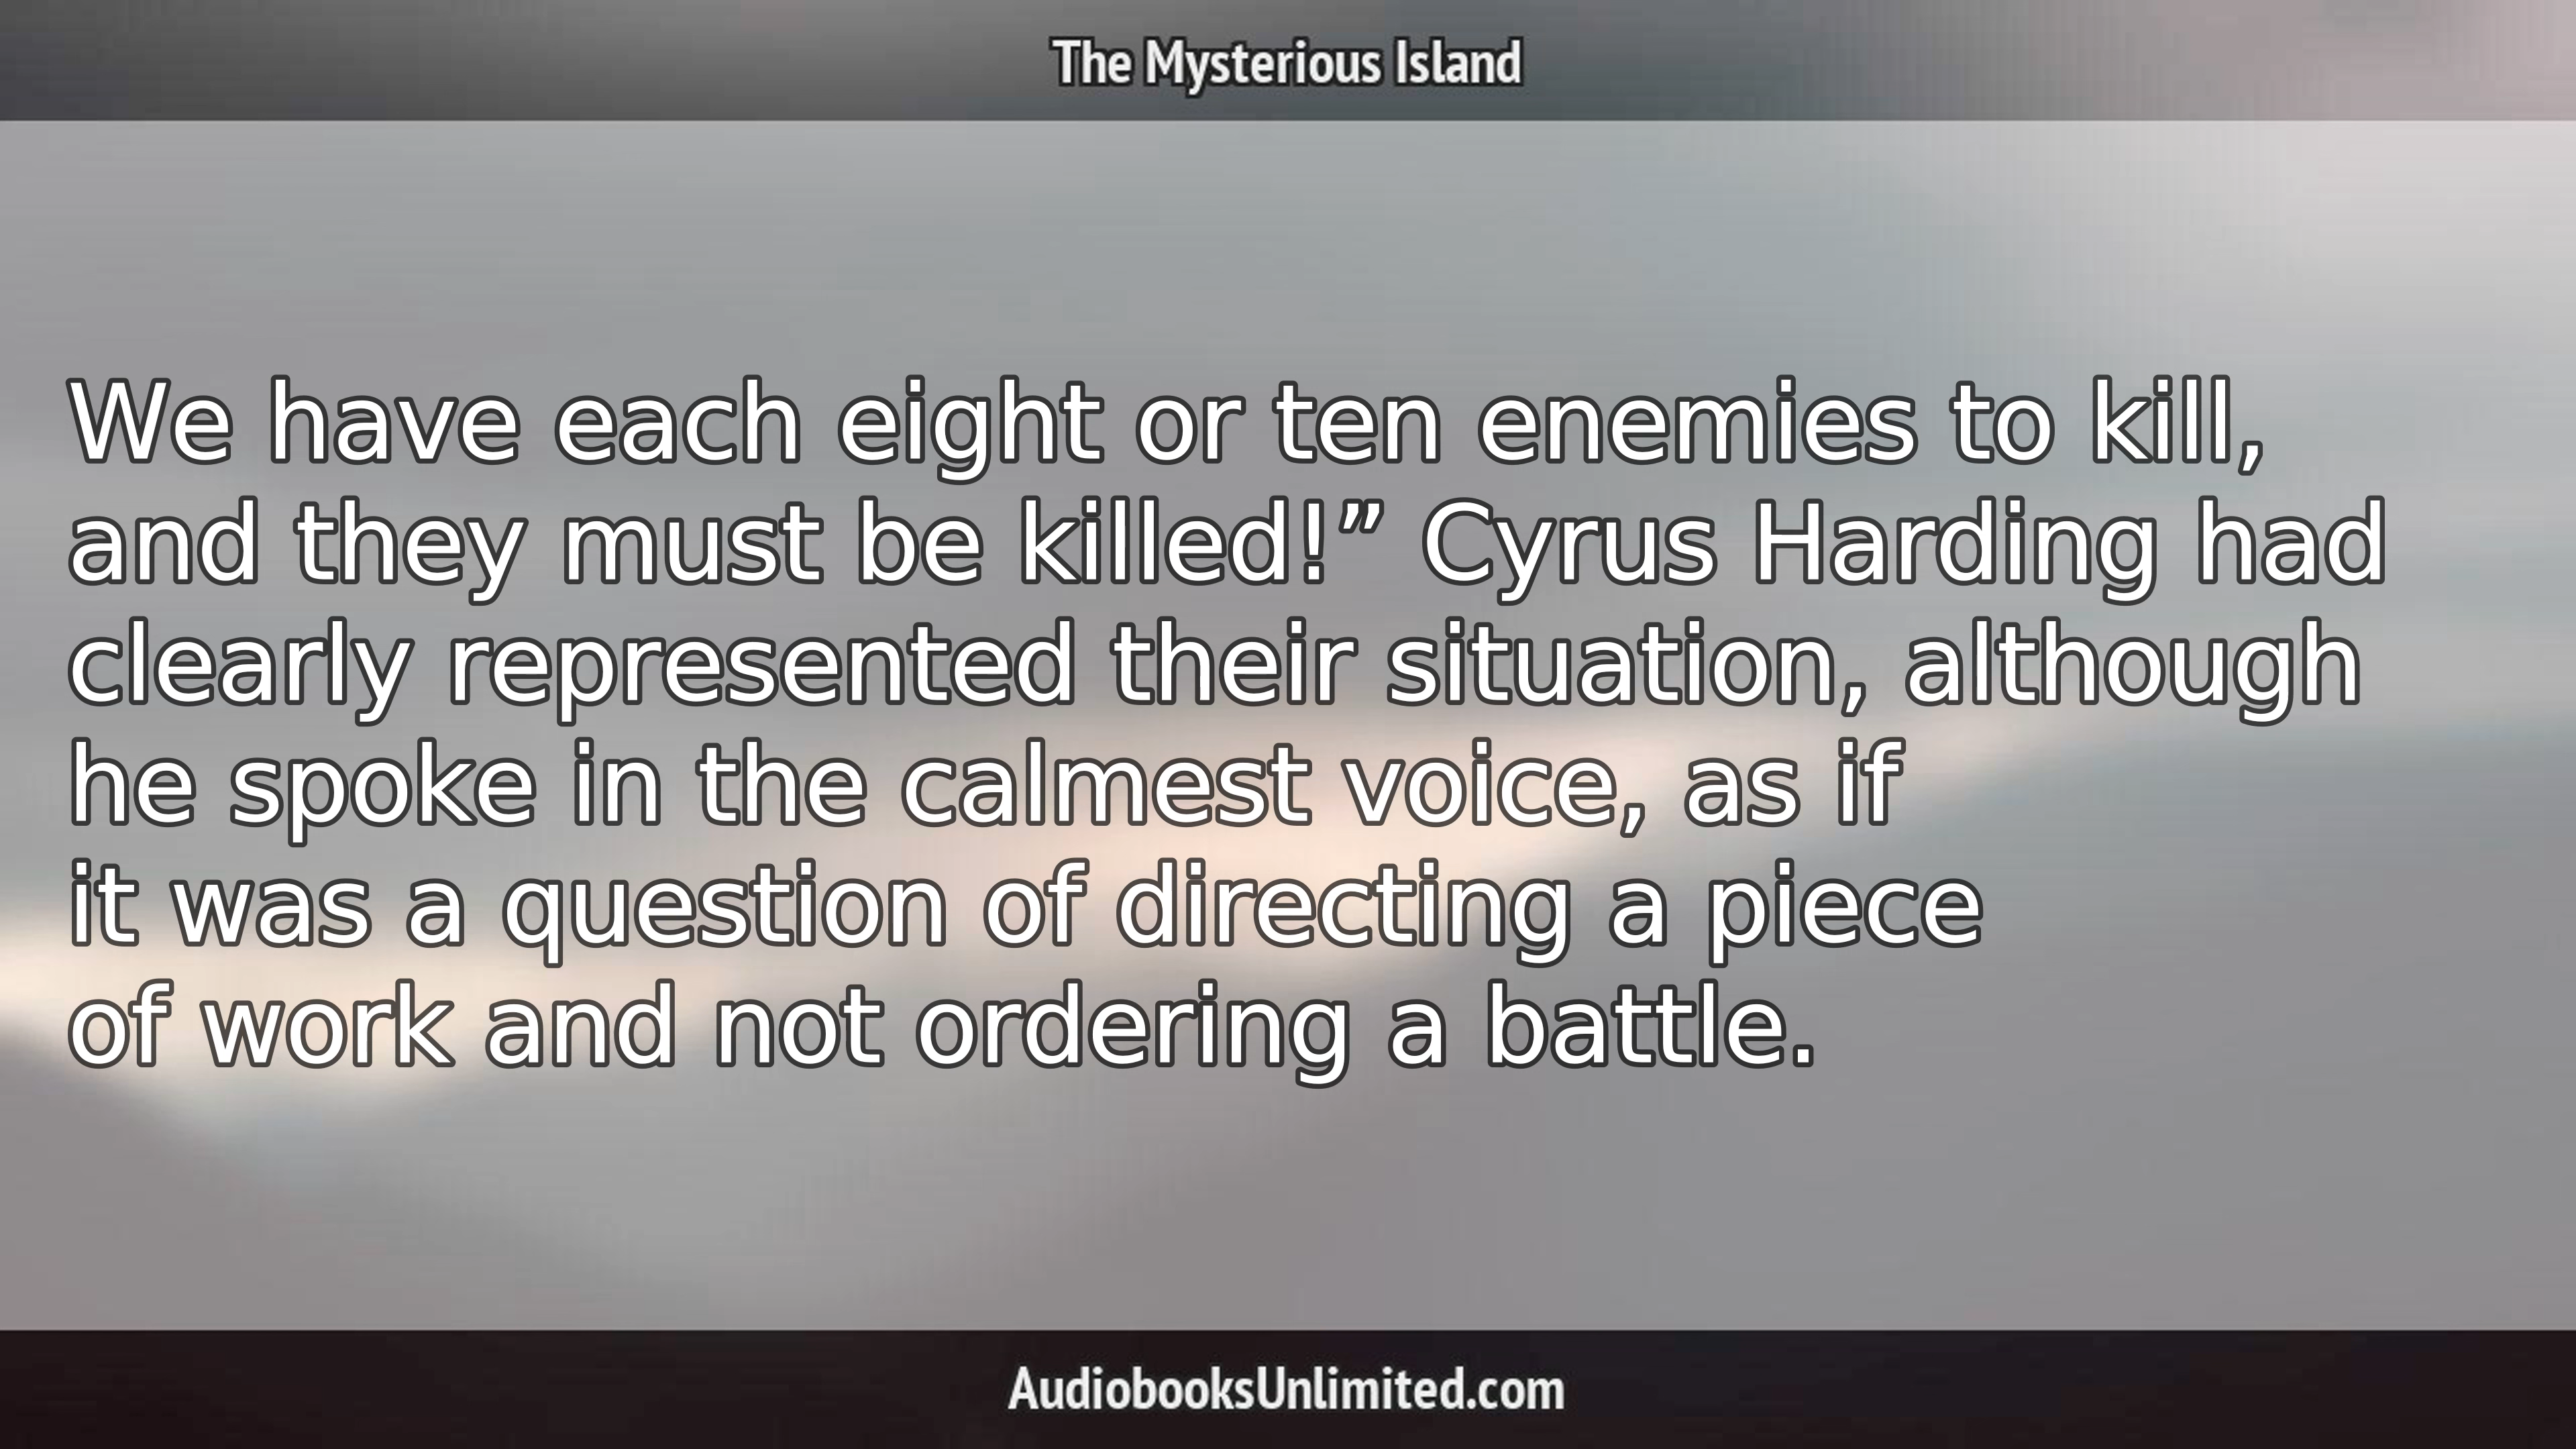 The Mysterious Island
We have each eight or ten enemies to kill,
and they must be killed!” Cyrus Harding had
clearly represented their situation, although
he spoke in the calmest voice, as if
it was a question of directing a piece
of work and not ordering a battle.
AudiobooksUnlimited.com